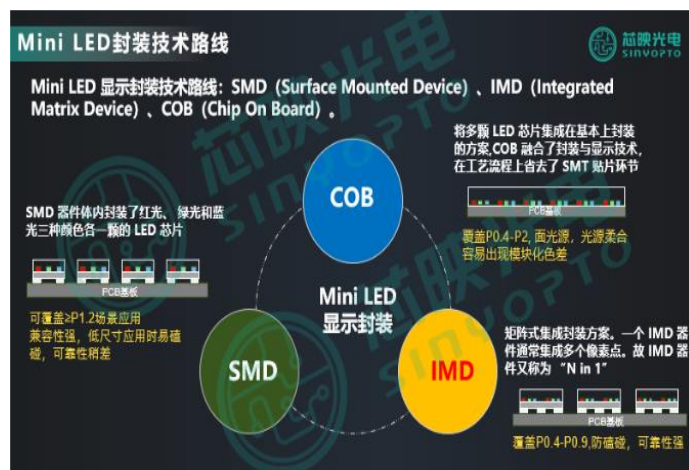 Mini LED封装技术路线
芯映光电
SINYOPTO
Mini LED 显示封装技术路线：SMD（Surface Mounted Device）、IMD（Integrated
Matrix Device）、COB（Chip On Board）。
将多颗 LED 芯片集成在基本上封装
的方案,COB 融合了封装与显示技术，
在工艺流程上省去了 SMT 贴片环节
COB
PCB基板
覆盖P0.4-P2, 面光源，光源柔合
容易出现模块化色差
SMD 器件体内封装了红光、 绿光和蓝
光三种颜色各一颗的 LED 芯片
PCB基板
可覆盖≥P1.2场景应用
兼容性强，低尺寸应用时易磕
碰，可靠性稍差
Mini LED
显示封装
SMD
IMD
矩阵式集成封装方案。一个 IMD 器
件通常集成多个像素点。故 IMD 器
件又称为 “N in 1”
PCB基板
覆盖P0.4-P0.9,防磕碰，可靠性强
芯映光电
SINYOPTO